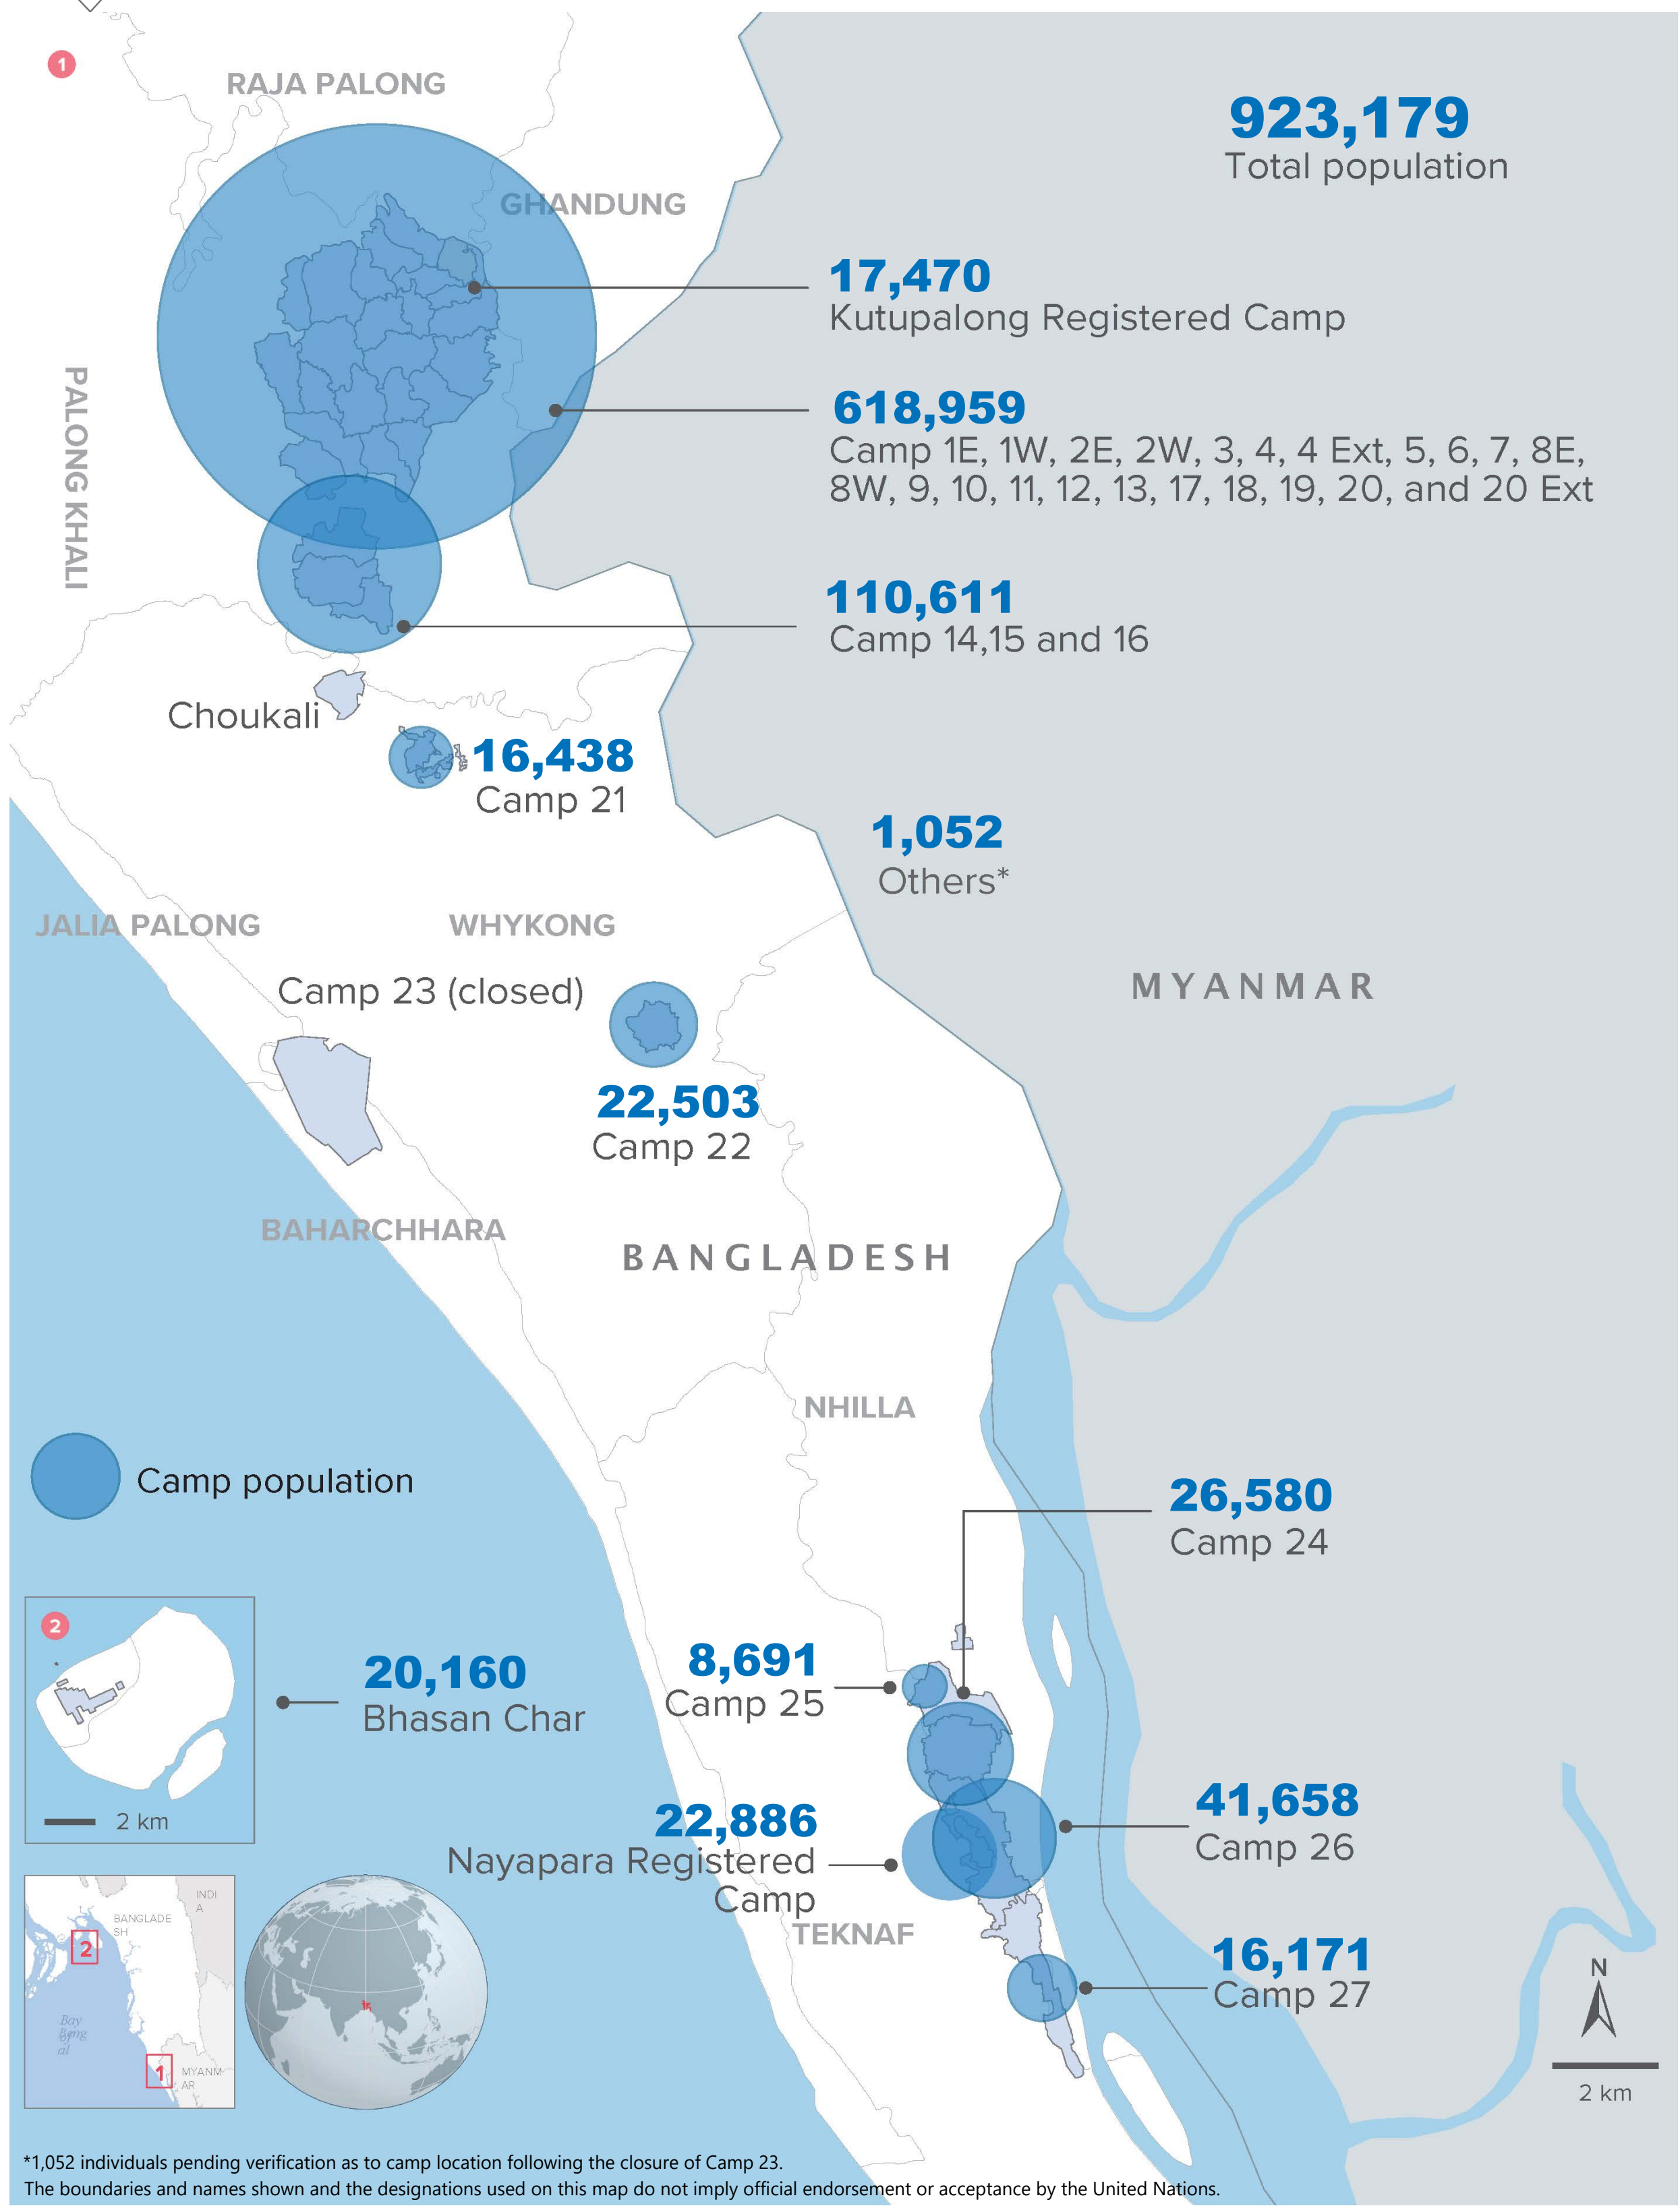 1
RAJA PALONG
923,179
Total population
GHANDUNG
17,470
Kutupalong Registered Camp
PALONG KHALI
618,959
Camp 1E, 1W, 2E, 2W, 3, 4, 4 Ext, 5, 6, 7, 8E,
8W, 9, 10, 11, 12, 13, 17, 18, 19, 20, and 20 Ext
110,611
Camp 14,15 and 16
Choukali
16,438
Camp 21
1,052
Others*
JALIA PALONG
WHYKONG
Camp 23 (closed)
MYANMAR
22,503
Camp 22
BAHARCHHARA
BANGLADESH
NHILLA
Camp population
26,580
Camp 24
2
20,160
Bhasan Char
2 km
8,691
Camp 25
22,886
Nayapara Registered
Camp
41,658
Camp 26
TEKNAF
16,171
Camp 27
INDI
A
BANGLADE
SH
2
Bay
al
1
MYANM
AR
N
2 km
*1,052 individuals pending verification as to camp location following the closure of Camp 23.
The boundaries and names shown and the designations used on this map do not imply official endorsement or acceptance by the United Nations.